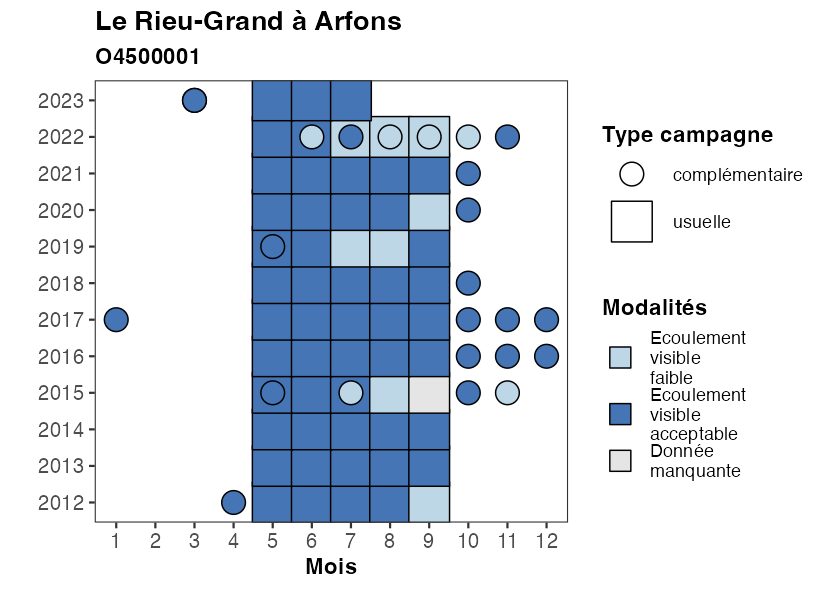 Le Rieu-Grand à Arfons
O4500001
2023
2022
2021
2020
2019
2018
2017
2016
2015
2014
2013
2012
1 2 3 4 5 6 7 8 9 10 11 12
Mois
Type campagne
complémentaire
usuelle
Modalités
Ecoulement
visible
faible
Ecoulement
visible
acceptable
Donnée
manquante